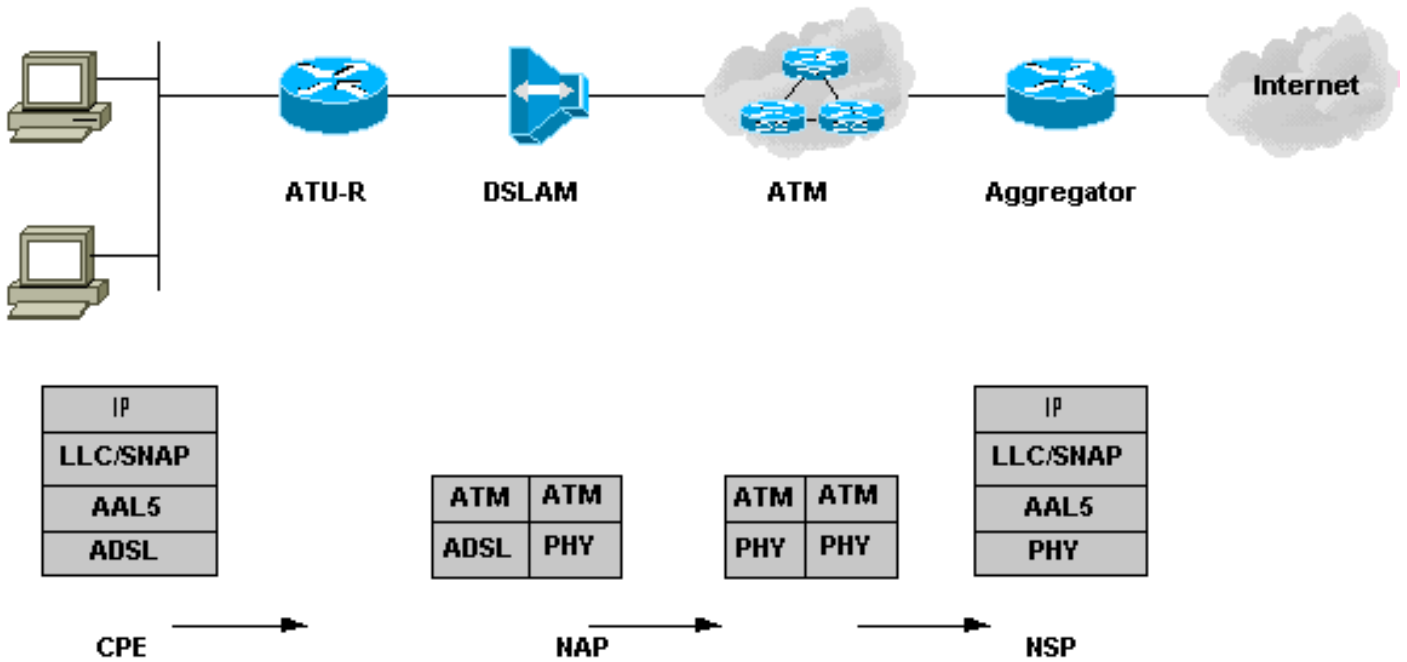 Internet
ATU-R DSLAM ATM Aggregator
IP IP
LLC/SNAP LLC/SNAP
ATM ATM ATM ATM
AAL5 AAL5
ADSL PHY PHY PHY
ADSL PHY
CPE NAP NSP